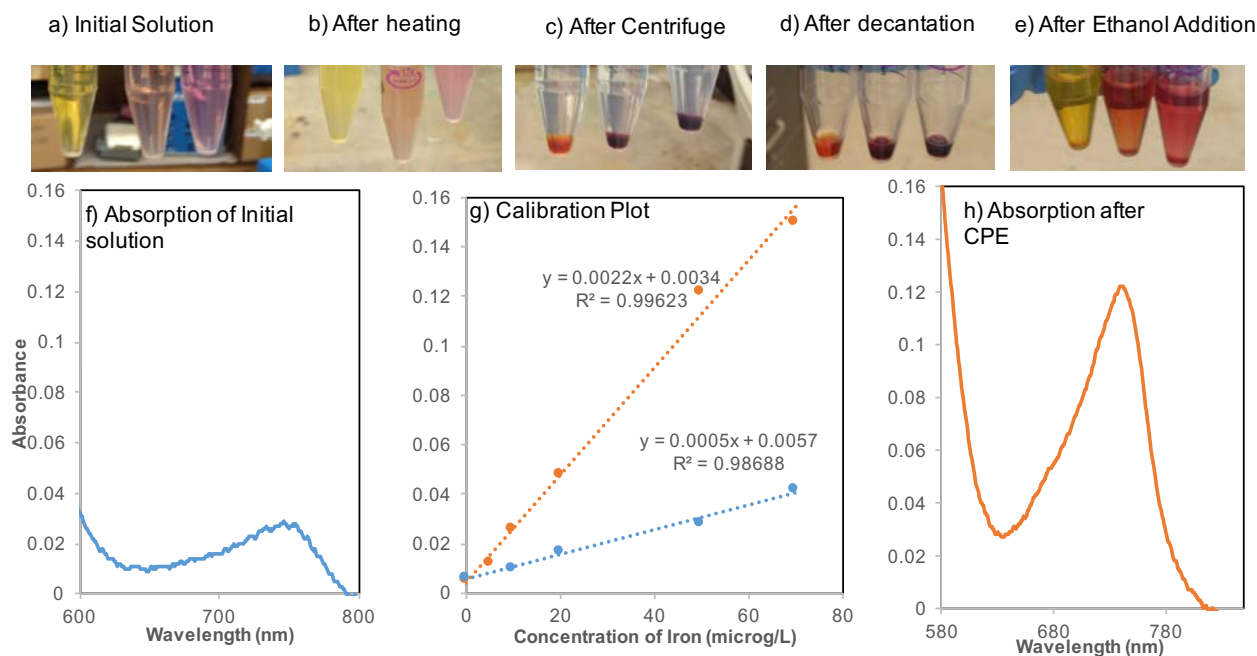 a) Initial Solution
b) After heating
c) After Centrifuge
d) After decantation
e) After Ethanol Addition
0.16
0.14
0.12
0.1
0.08
0.06
0.04
0.02
0
Absorbance
f) Absorption of Initial
solution
600
700
800
Wavelength (nm)
0.16
0.14
0.12
0.1
0.08
0.06
0.04
0.02
0
g) Calibration Plot
y = 0.0022x + 0.0034
R² = 0.99623
y = 0.0005x + 0.0057
R² = 0.98688
0
20
40
60
80
Concentration of Iron (microg/L)
0.16
0.14
0.12
0.1
0.08
0.06
0.04
0.02
0
h) Absorption after
CPE
580
680
780
Wavelength (nm)